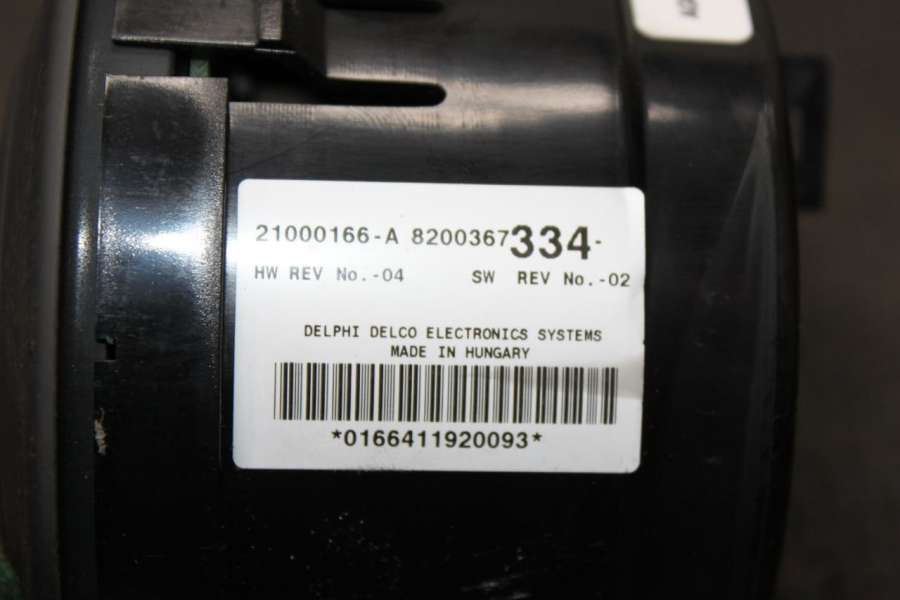 21000166-A 8200367334-
HW REV No.-04 SW REV No.-02
DELPHI DELCO ELECTRONICS SYSTEMS
MADE IN HUNGARY
*0166411920093*